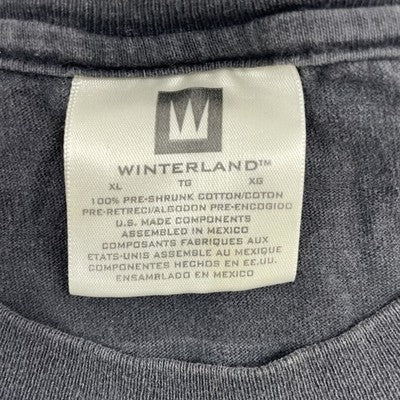 WINTERLAND™
XL TG XG
100% PRE-SHRUNK COTTON/COTON
PRE-RETRECI/ALGODON PRE-ENCOGIDO
U.S. MADE COMPONENTS
ASSEMBLED IN MEXICO
COMPOSANTS FABRIQUES AUX
ETATS-UNIS ASSEMBLE AU MEXIQUE
COMPONENTES HECHOS EN EE.UU.
ENSAMBLADO EN MEXICO